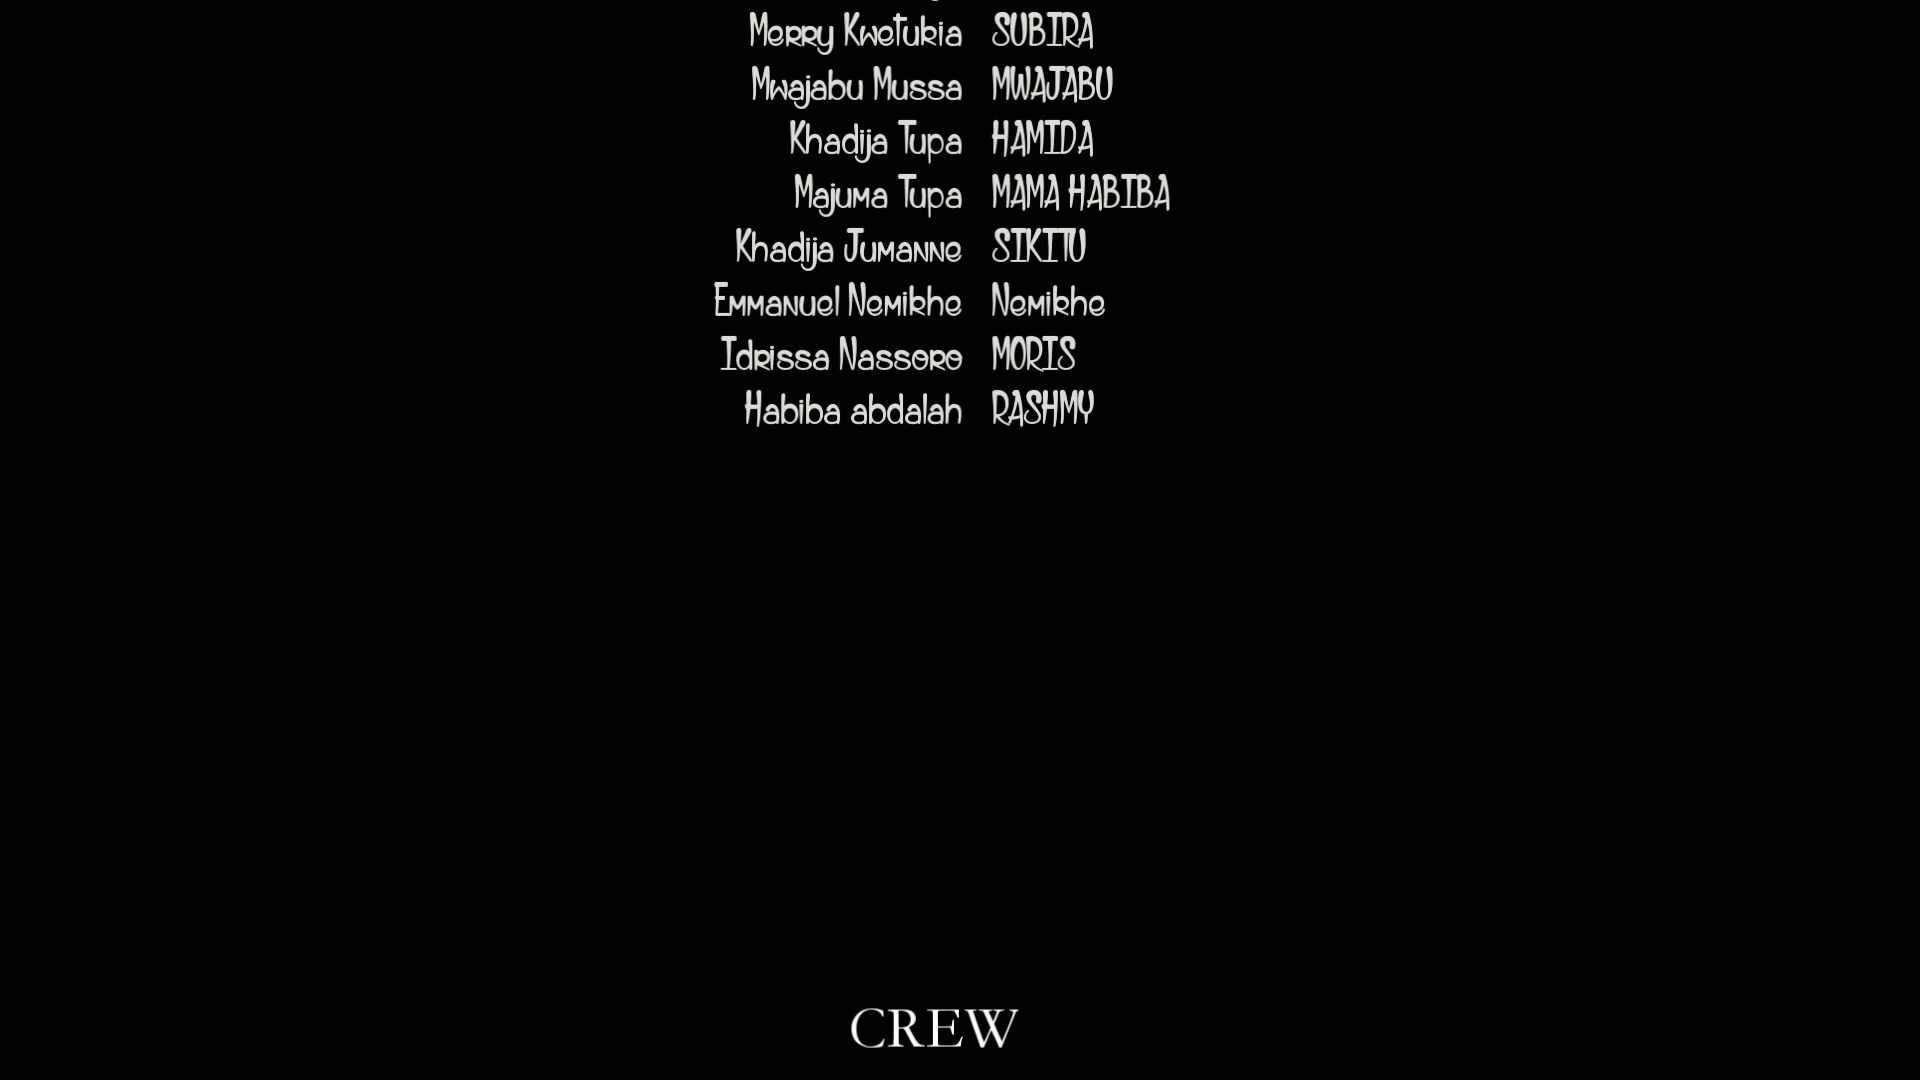 Merry Kwetukia SUBIRA
Mwajabu Mussa MWAJABU
Khadija Tupa HAMIDA
Majuma Tupa MAMA HABIBA
Khadija Jumanne SIKITU
Emmanuel Nemikhe Nemikhe
Idrissa Nassoro MORIS
Habiba abdalah RASHMY
CREW